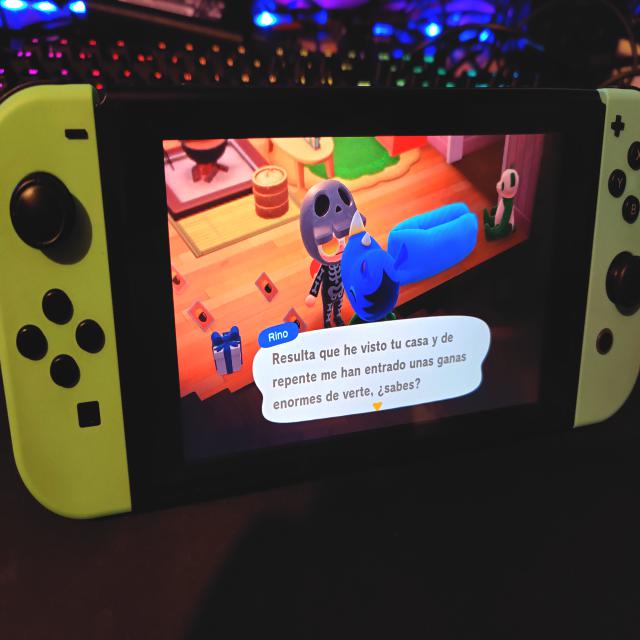 Rino
Resulta que he visto tu casa y de
repente me han entrado unas ganas
enormes de verte, ¿sabes?
X
Y
B